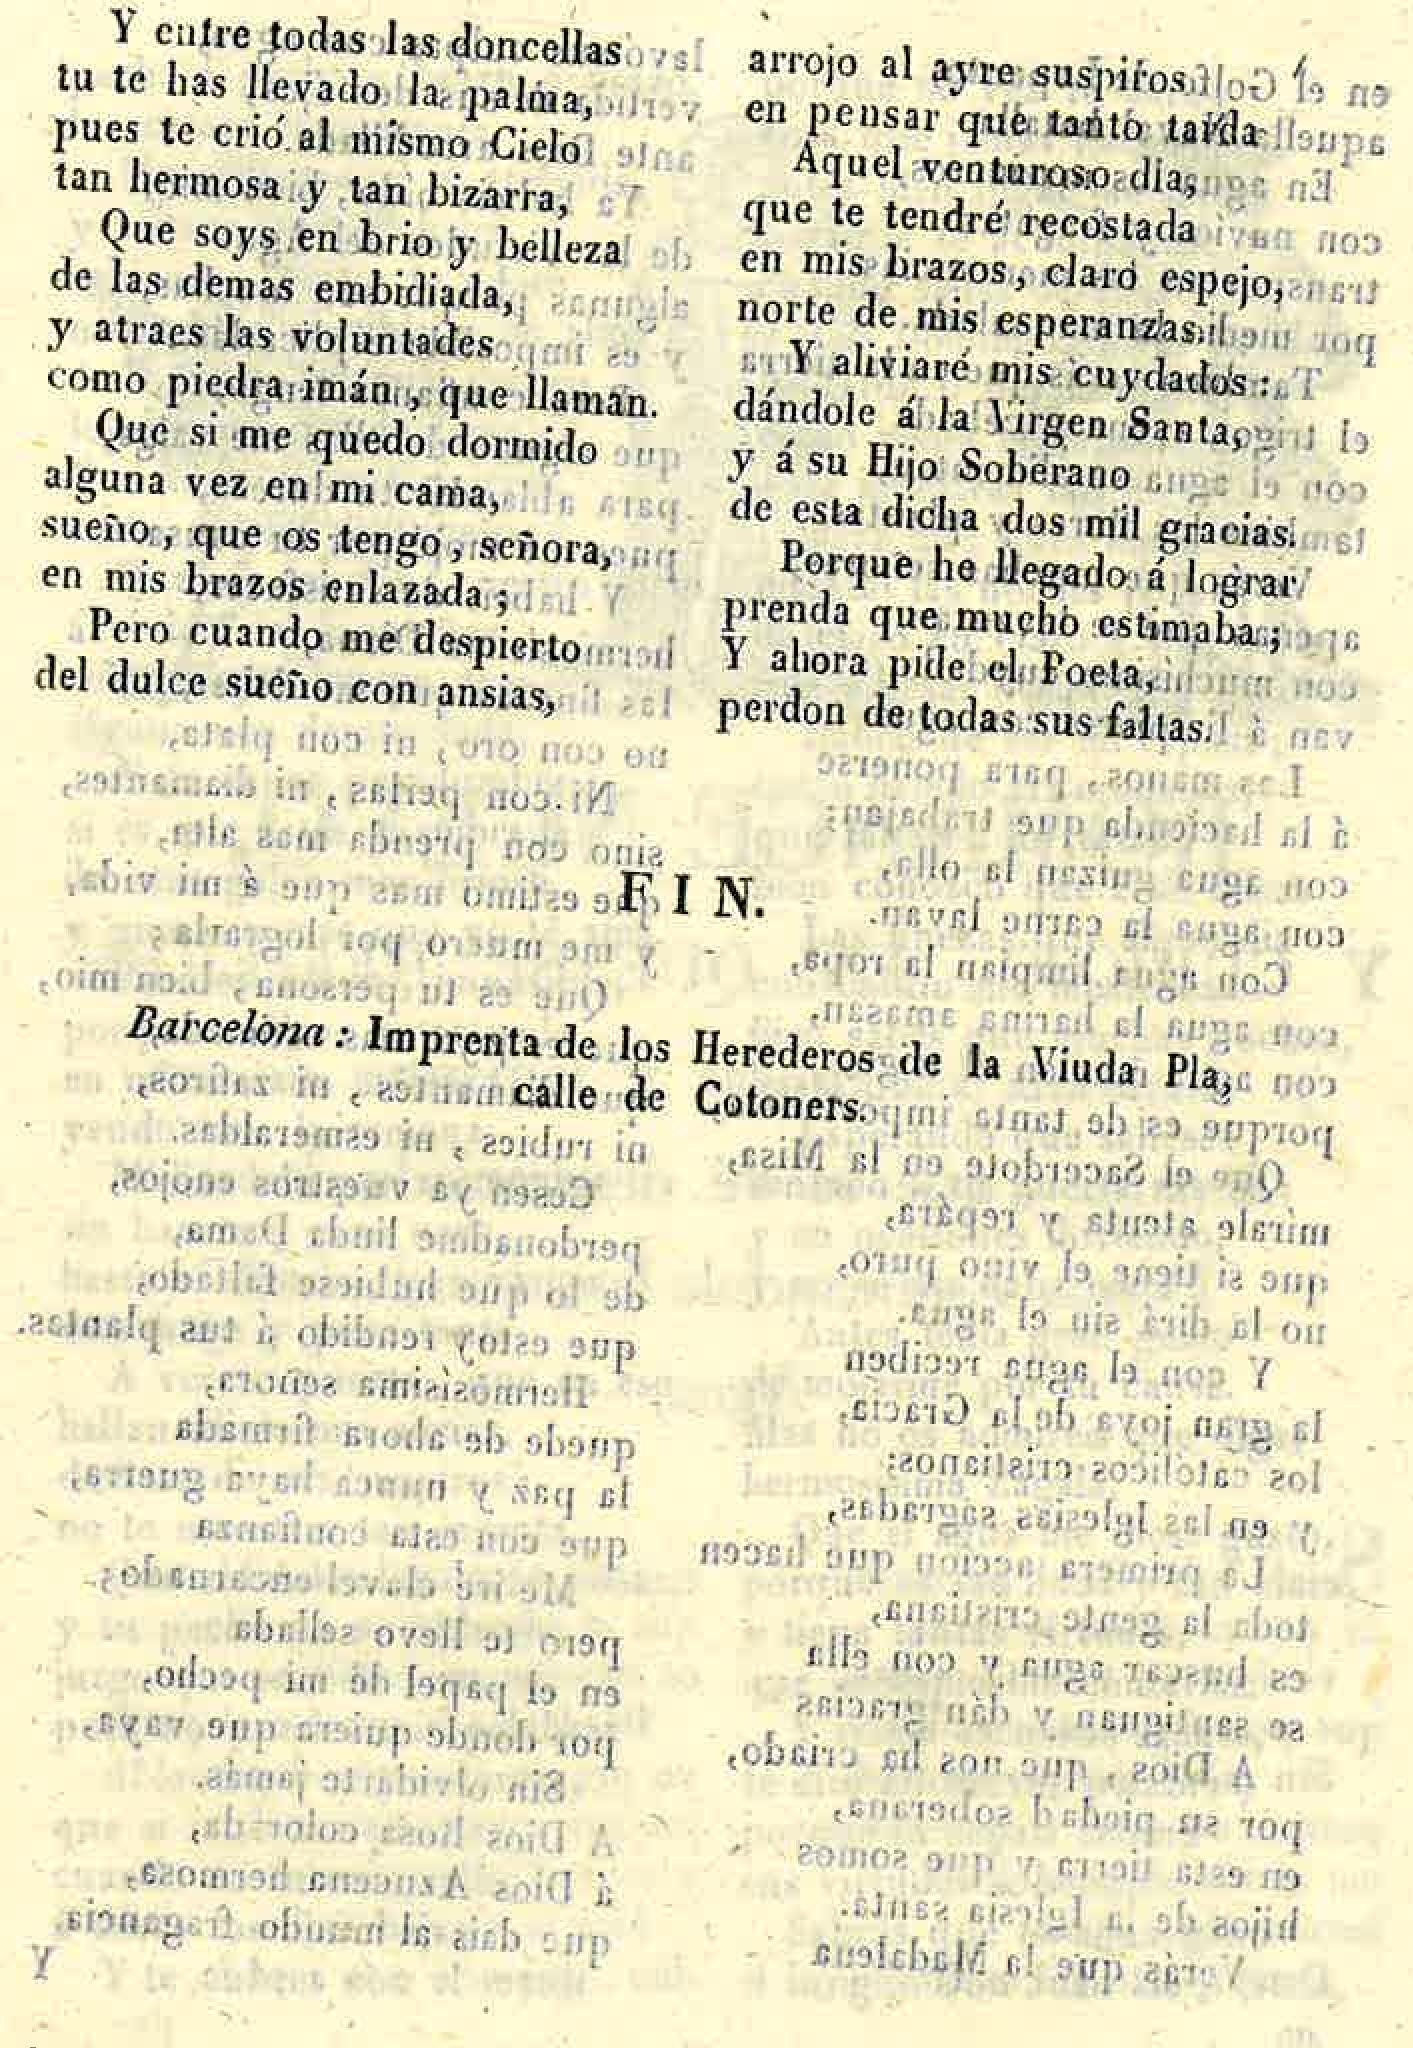 Y entre todas las doncellas
tu te has llevado la palma,
pues te crió al mismo Cielo
tan hermosa y tan bizarra,
Que soys en brio y belleza
de las demas embidiada,
y atraes las voluntades
como piedra imán, que llaman.
Que si me quedo dormido
alguna vez en mi cama,
sueño, que os tengo, señora,
en mis brazos enlazada;
Pero cuando me despierto
del dulce sueño con ansias,
arrojo al ayre suspiros
en pensar que tanto tarda
Aquel venturoso dia,
que te tendré recostada
en mis brazos, claro espejo,
norte de mis esperanzas.
Y aliviaré mis cuydados:
dándole á la Virgen Santa,
y á su Hijo Soberano
de esta dicha dos mil gracias.
Porque he llegado á lograr
prenda que mucho estimaba;
Y ahora pide el Poeta,
perdon de todas sus faltas.
FIN.
Barcelona: Imprenta de los Herederos de la Viuda Pla,
calle de Cotoners.